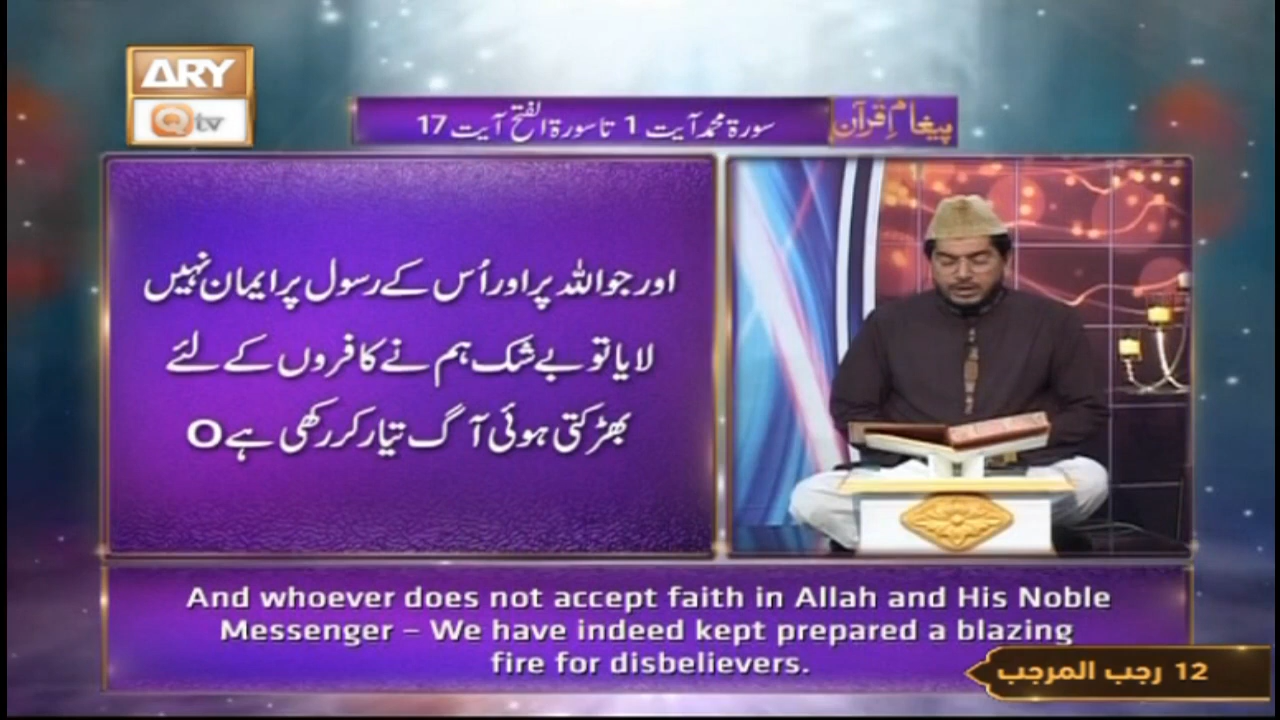 ARY
Qtv
پیغامِ قرآن
سورۃ محمد آیت 1 تا سورۃ الفتح آیت 17
اور جو اللہ پر اور اُس کے رسول پر ایمان نہیں
لایا تو بے شک ہم نے کافروں کے لئے
بھڑکتی ہوئی آگ تیار کر رکھی ہے O
And whoever does not accept faith in Allah and His Noble
Messenger – We have indeed kept prepared a blazing
fire for disbelievers.
12 رجب المرجب